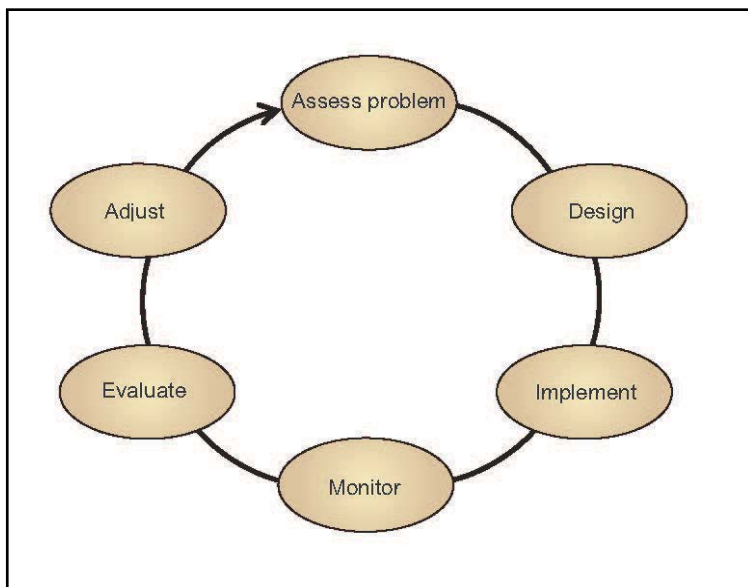 Assess problem
Design
Implement
Monitor
Evaluate
Adjust